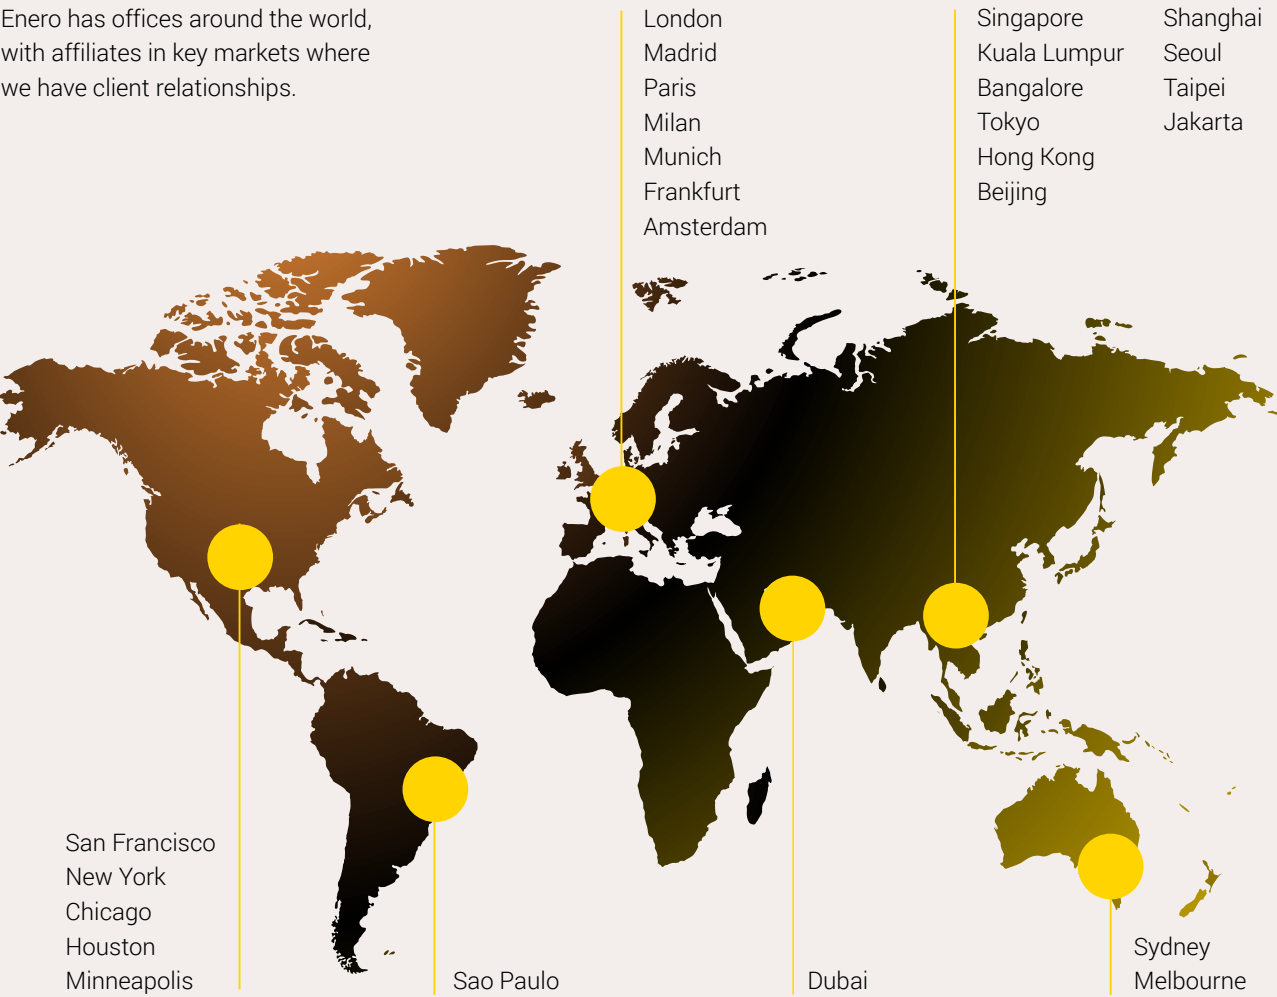 Enero has offices around the world,
with affiliates in key markets where
we have client relationships.
London
Madrid
Paris
Milan
Munich
Frankfurt
Amsterdam
Singapore
Kuala Lumpur
Bangalore
Tokyo
Hong Kong
Beijing
Shanghai
Seoul
Taipei
Jakarta
San Francisco
New York
Chicago
Houston
Minneapolis
Sao Paulo
Dubai
Sydney
Melbourne